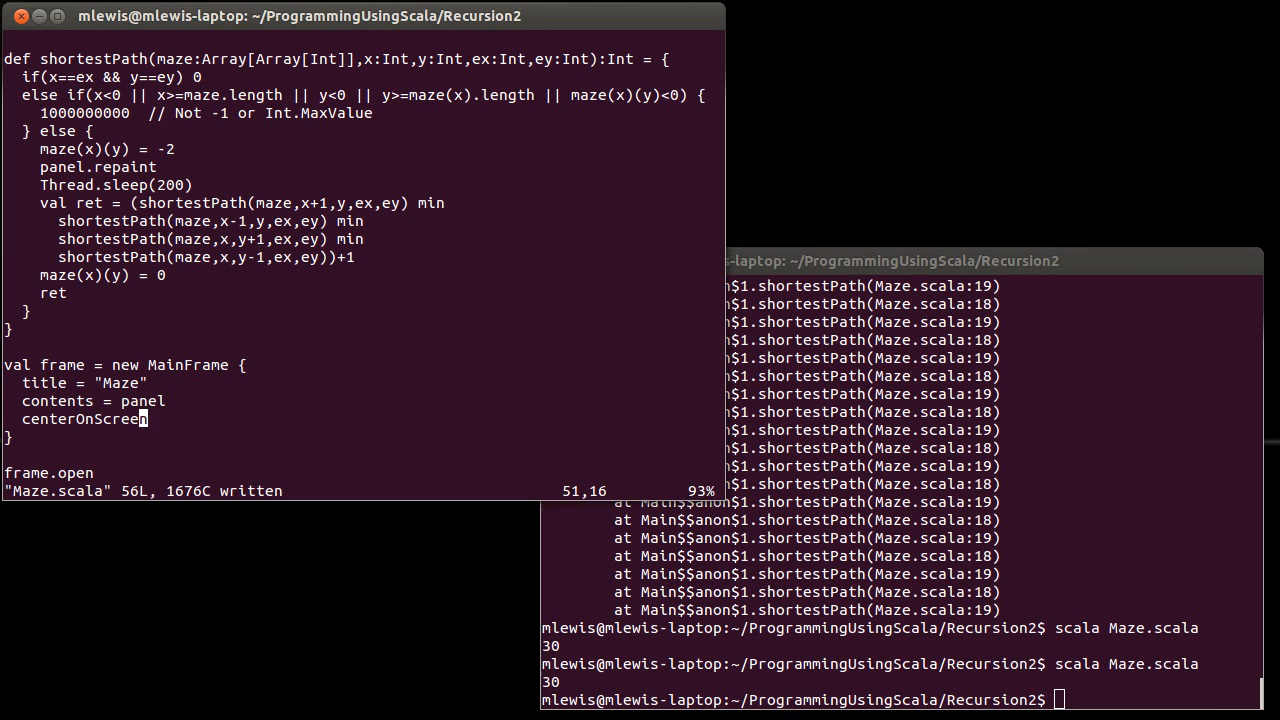 mlewis@mlewis-laptop: ~/ProgrammingUsingScala/Recursion2
def shortestPath(maze:Array[Array[Int]],x:Int,y:Int,ex:Int,ey:Int):Int = {
  if(x==ex && y==ey) 0
  else if(x<0 || x>=maze.length || y<0 || y>=maze(x).length || maze(x)(y)<0) {
    1000000000  // Not -1 or Int.MaxValue
  } else {
    maze(x)(y) = -2
    panel.repaint
    Thread.sleep(200)
    val ret = (shortestPath(maze,x+1,y,ex,ey) min
      shortestPath(maze,x-1,y,ex,ey) min
      shortestPath(maze,x,y+1,ex,ey) min
      shortestPath(maze,x,y-1,ex,ey))+1
    maze(x)(y) = 0
    ret
  }
}
val frame = new MainFrame {
  title = "Maze"
  contents = panel
  centerOnScreen
}
frame.open
"Maze.scala" 56L, 1676C written 51,16 93%
s-laptop: ~/ProgrammingUsingScala/Recursion2
n$1.shortestPath(Maze.scala:19)
n$1.shortestPath(Maze.scala:18)
n$1.shortestPath(Maze.scala:19)
n$1.shortestPath(Maze.scala:18)
n$1.shortestPath(Maze.scala:19)
n$1.shortestPath(Maze.scala:18)
n$1.shortestPath(Maze.scala:19)
n$1.shortestPath(Maze.scala:18)
n$1.shortestPath(Maze.scala:19)
n$1.shortestPath(Maze.scala:18)
n$1.shortestPath(Maze.scala:19)
n$1.shortestPath(Maze.scala:18)
at Main$$anon$1.shortestPath(Maze.scala:19)
at Main$$anon$1.shortestPath(Maze.scala:18)
at Main$$anon$1.shortestPath(Maze.scala:19)
at Main$$anon$1.shortestPath(Maze.scala:18)
at Main$$anon$1.shortestPath(Maze.scala:19)
at Main$$anon$1.shortestPath(Maze.scala:18)
at Main$$anon$1.shortestPath(Maze.scala:19)
mlewis@mlewis-laptop:~/ProgrammingUsingScala/Recursion2$ scala Maze.scala
30
mlewis@mlewis-laptop:~/ProgrammingUsingScala/Recursion2$ scala Maze.scala
30
mlewis@mlewis-laptop:~/ProgrammingUsingScala/Recursion2$